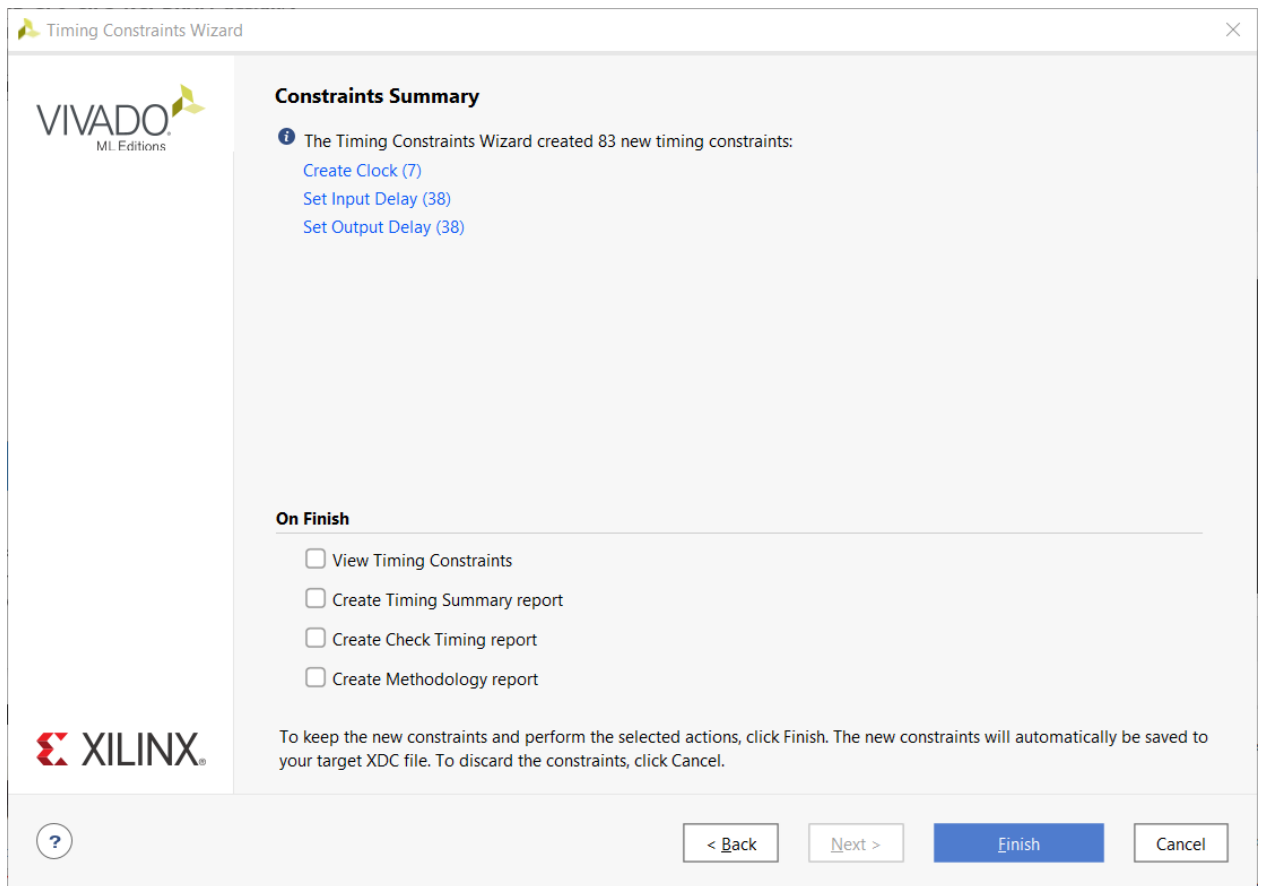 Timing Constraints Wizard
VIVADO.
ML Editions
Constraints Summary
The Timing Constraints Wizard created 83 new timing constraints:
Create Clock (7)
Set Input Delay (38)
Set Output Delay (38)
On Finish
View Timing Constraints
Create Timing Summary report
Create Check Timing report
Create Methodology report
To keep the new constraints and perform the selected actions, click Finish. The new constraints will automatically be saved to
your target XDC file. To discard the constraints, click Cancel.
XILINX®
?
< Back
Next >
Finish
Cancel